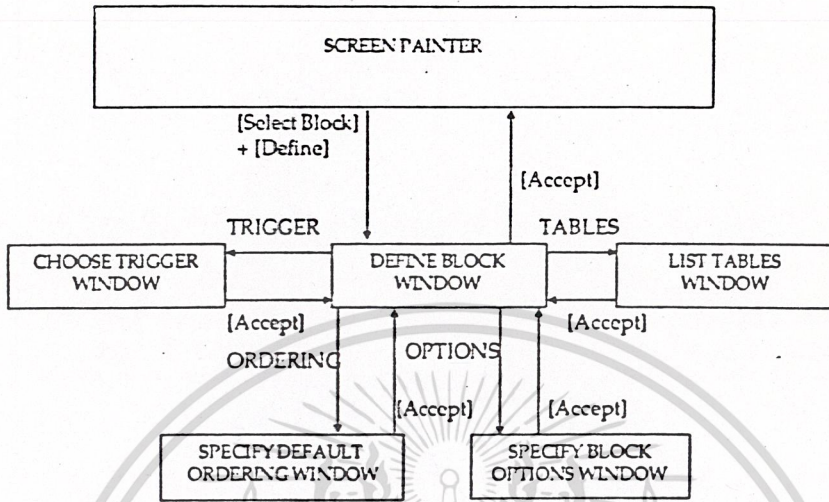 SCREEN PAINTER
[Select Block]
+ [Define]
[Accept]
TRIGGER
TABLES
CHOOSE TRIGGER
WINDOW
DEFINE BLOCK
WINDOW
LIST TABLES
WINDOW
[Accept]
[Accept]
ORDERING
OPTIONS
[Accept]
[Accept]
SPECIFY DEFAULT
ORDERING WINDOW
SPECIFY BLOCK
OPTIONS WINDOW